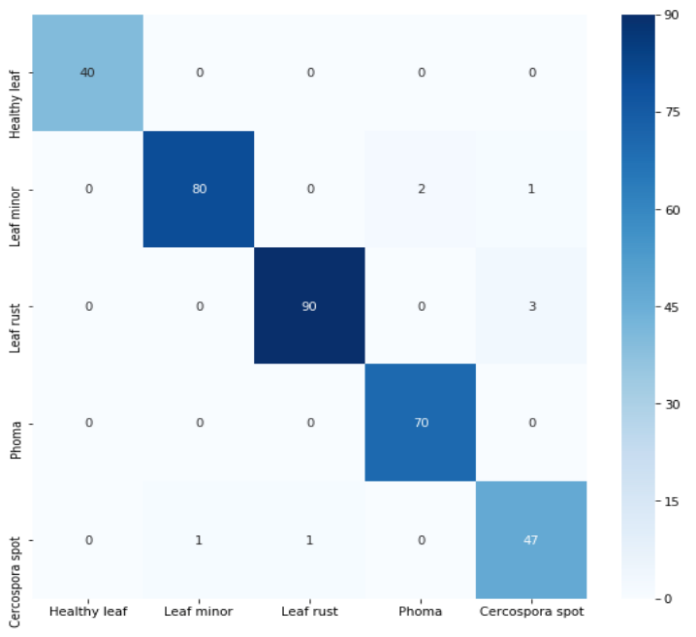 90
Healthy leaf 40 0 0 0 0
75
Leaf minor 0 80 0 2 1
60
Leaf rust 0 0 90 0 3
45
30
Phoma 0 0 0 70 0
15
Cercospora spot 0 1 1 0 47
0
Healthy leaf Leaf minor Leaf rust Phoma Cercospora spot